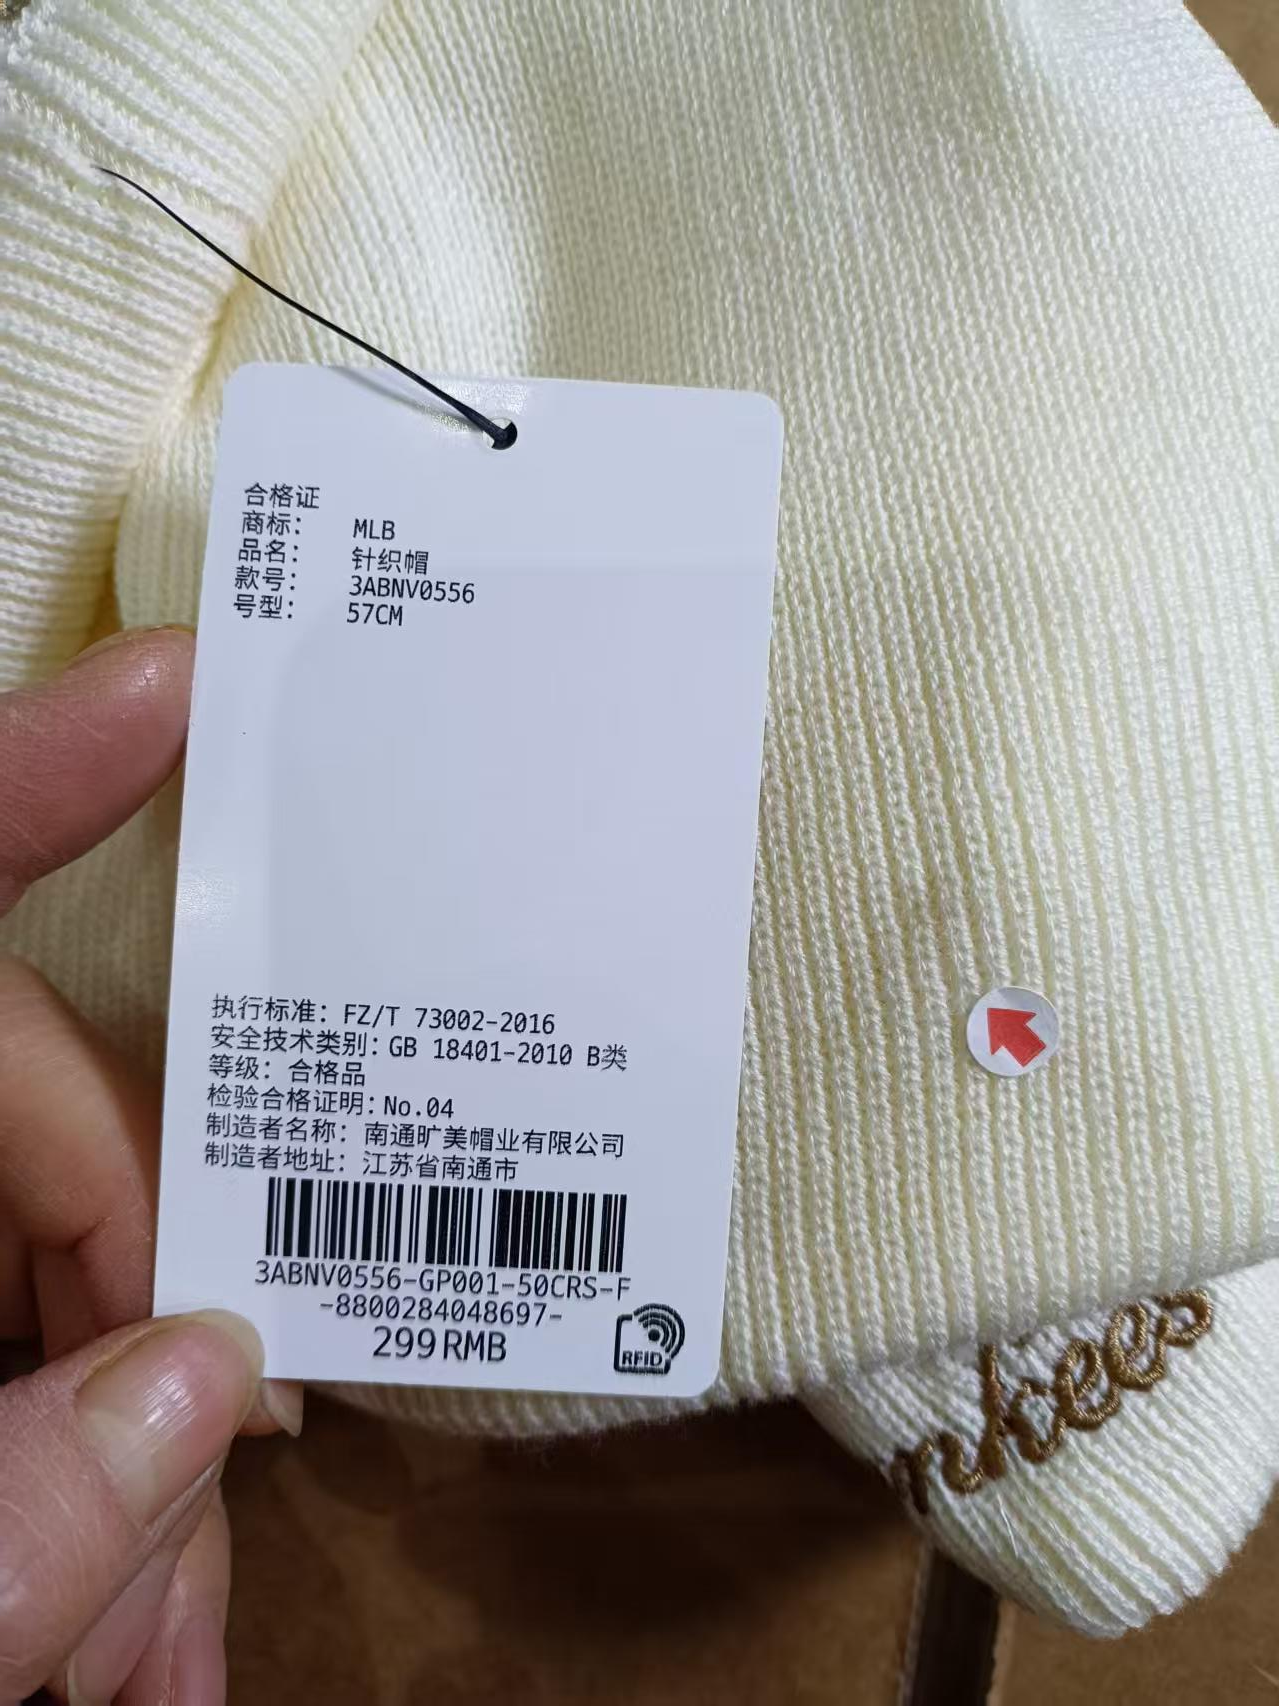 合格证
商标： MLB
品名： 针织帽
款号： 3ABNV0556
号型： 57CM
执行标准：FZ/T 73002-2016
安全技术类别：GB 18401-2010 B类
等级：合格品
检验合格证明：No.04
制造者名称：南通旷美帽业有限公司
制造者地址：江苏省南通市
3ABNV0556-GP001-50CRS-F
-8800284048697-
299RMB
RFID
nkees